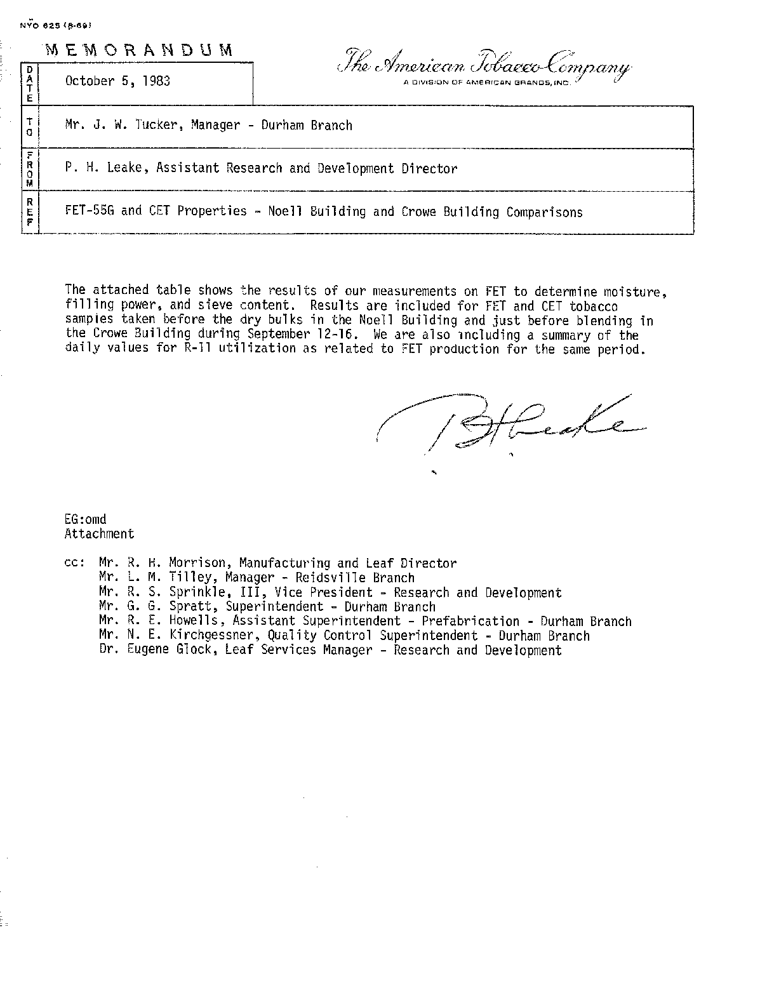 NYO 625 (8-69)
MEMORANDUM
The American Tobacco Company
A DIVISION OF AMERICAN BRANDS, INC.
DATE
October 5, 1983
TO
Mr. J. W. Tucker, Manager - Durham Branch
FROM
P. H. Leake, Assistant Research and Development Director
REF
FET-55G and CET Properties - Noell Building and Crowe Building Comparisons
The attached table shows the results of our measurements on FET to determine moisture,
filling power, and sieve content. Results are included for FET and CET tobacco
samples taken before the dry bulks in the Noell Building and just before blending in
the Crowe Building during September 12-16. We are also including a summary of the
daily values for R-11 utilization as related to FET production for the same period.
PHLeake
EG:omd
Attachment
cc: Mr. R. H. Morrison, Manufacturing and Leaf Director
Mr. L. M. Tilley, Manager - Reidsville Branch
Mr. R. S. Sprinkle, III, Vice President - Research and Development
Mr. G. G. Spratt, Superintendent - Durham Branch
Mr. R. E. Howells, Assistant Superintendent - Prefabrication - Durham Branch
Mr. N. E. Kirchgessner, Quality Control Superintendent - Durham Branch
Dr. Eugene Glock, Leaf Services Manager - Research and Development